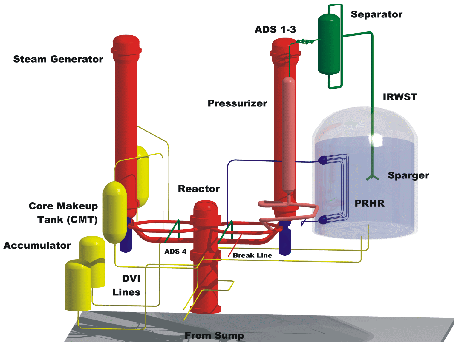 Separator
ADS 1-3
Steam Generator
IRWST
Pressurizer
Sparger
Reactor
PRHR
Core Makeup
Tank (CMT)
Accumulator
ADS 4
Break Line
DVI
Lines
From Sump